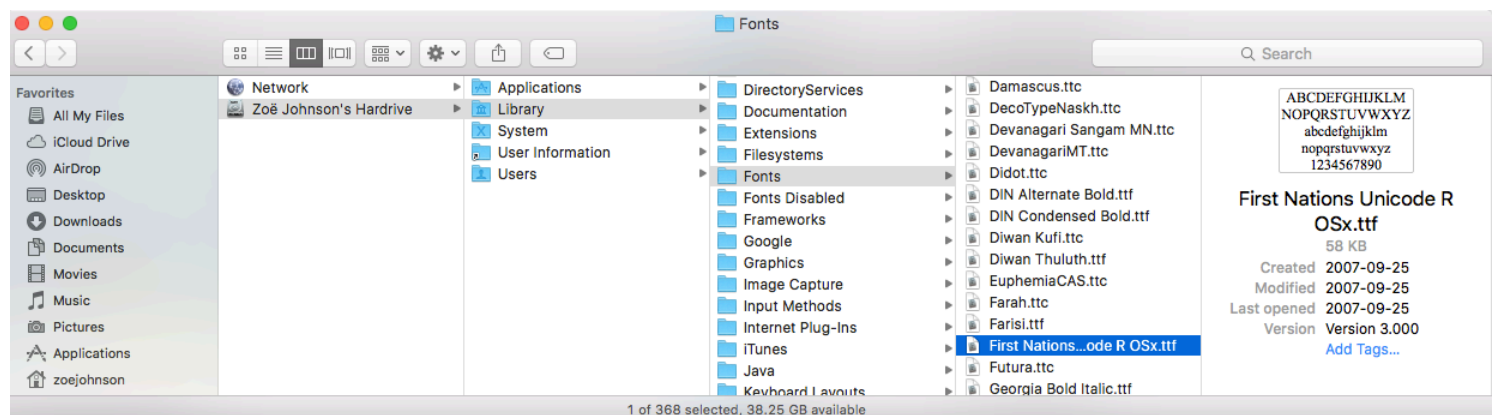 Fonts
Search
Favorites
All My Files
iCloud Drive
AirDrop
Desktop
Downloads
Documents
Movies
Music
Pictures
Applications
zoejohnson
Network
Zoë Johnson's Hardrive
Applications
Library
System
User Information
Users
DirectoryServices
Documentation
Extensions
Filesystems
Fonts
Fonts Disabled
Frameworks
Google
Graphics
Image Capture
Input Methods
Internet Plug-Ins
iTunes
Java
Keyboard Layouts
Damascus.ttc
DecoTypeNaskh.ttc
Devanagari Sangam MN.ttc
DevanagariMT.ttc
Didot.ttc
DIN Alternate Bold.ttf
DIN Condensed Bold.ttf
Diwan Kufi.ttc
Diwan Thuluth.ttf
EuphemiaCAS.ttc
Farah.ttc
Farisi.ttf
First Nations...ode R OSx.ttf
Futura.ttc
Georgia Bold Italic.ttf
ABCDEFGHIJKLM
NOPQRSTUVWXYZ
abcdefghijklm
nopqrstuvwxyz
1234567890
First Nations Unicode R
OSx.ttf
58 KB
Created 2007-09-25
Modified 2007-09-25
Last opened 2007-09-25
Version Version 3.000
Add Tags...
1 of 368 selected, 38.25 GB available